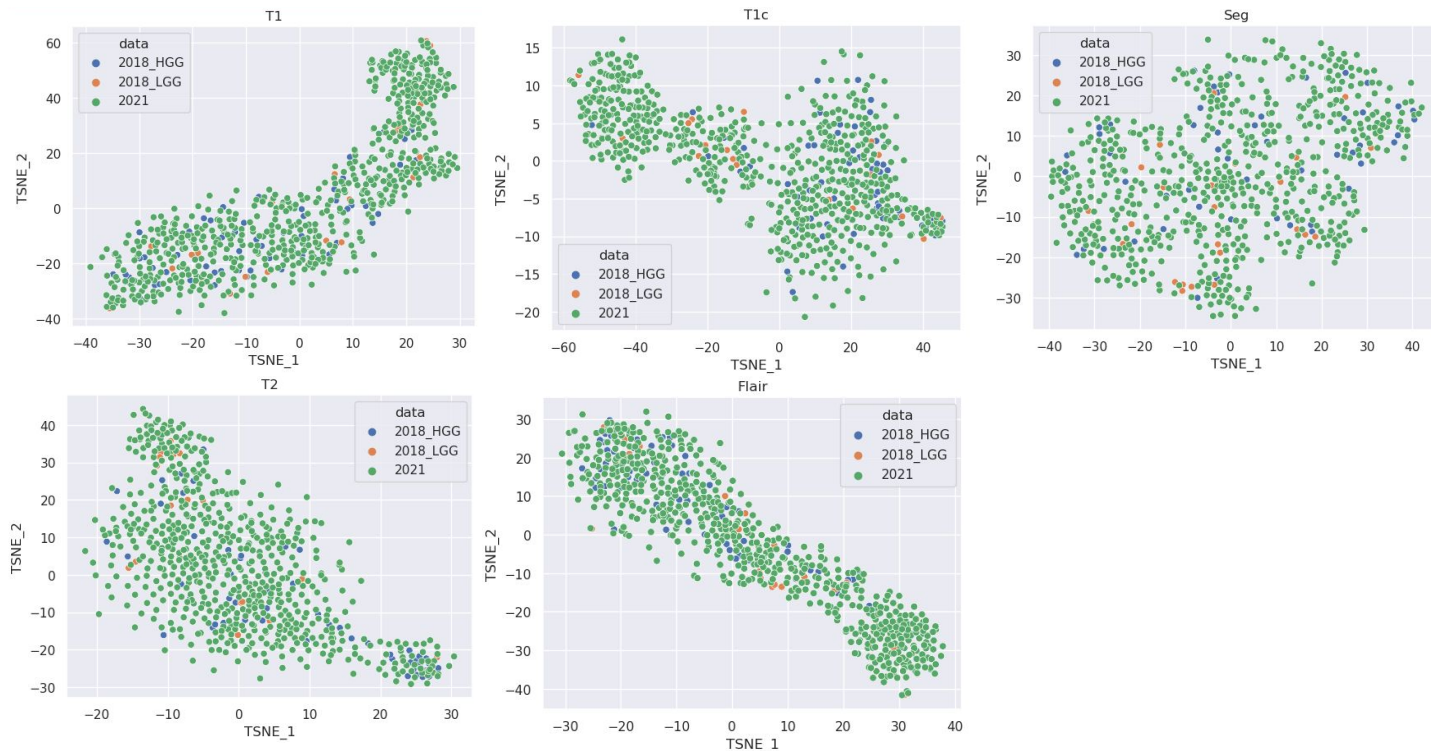 T1
data
2018_HGG
2018_LGG
2021
60
40
20
0
−20
−40
TSNE_2
−40 −30 −20 −10 0 10 20 30
TSNE_1
T1c
15
10
5
0
−5
−10
−15
−20
TSNE_2
data
2018_HGG
2018_LGG
2021
−60 −40 −20 0 20 40
TSNE_1
Seg
data
2018_HGG
2018_LGG
2021
30
20
10
0
−10
−20
−30
TSNE_2
−40 −30 −20 −10 0 10 20 30 40
TSNE_1
T2
data
2018_HGG
2018_LGG
2021
40
30
20
10
0
−10
−20
−30
TSNE_2
−20 −10 0 10 20 30
TSNE_1
Flair
data
2018_HGG
2018_LGG
2021
30
20
10
0
−10
−20
−30
−40
TSNE_2
−30 −20 −10 0 10 20 30 40
TSNE_1